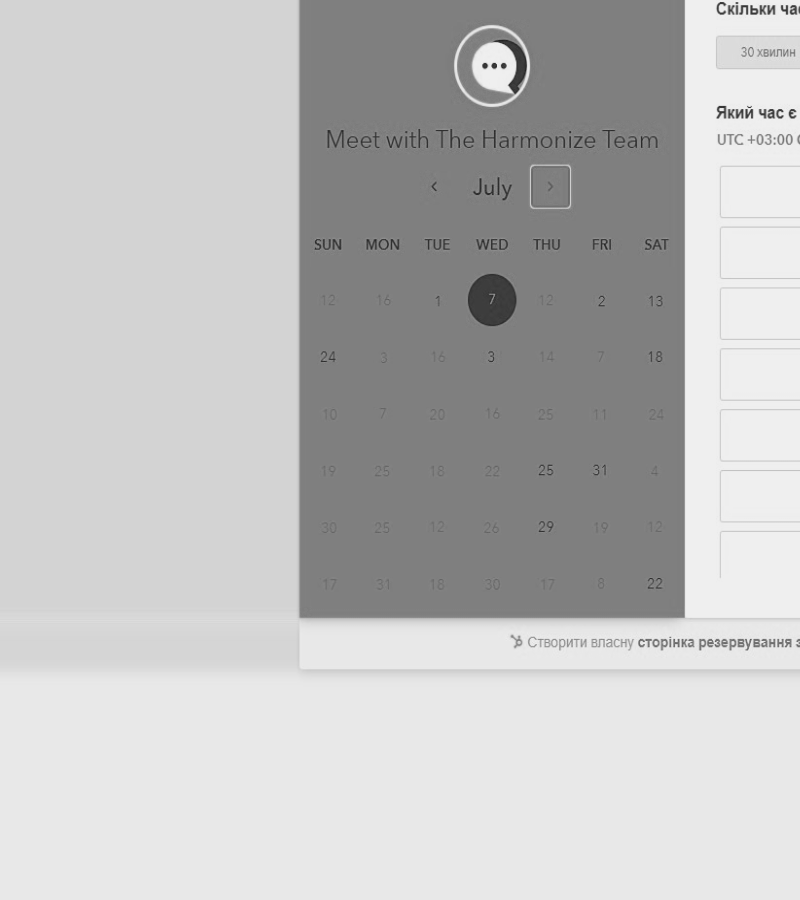 Скільки час
30 хвилин
Який час є
UTC +03:00
Meet with The Harmonize Team
July
SUN MON TUE WED THU FRI SAT
12 16 1 7 12 2 13
24 3 16 3 14 7 18
10 7 20 16 25 11 24
19 25 18 22 25 31 4
30 25 12 26 29 19 12
17 31 18 30 17 8 22
Створити власну сторінка резервування з